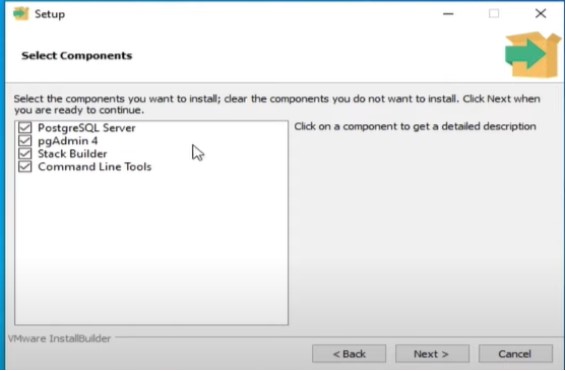 Setup
Select Components
Select the components you want to install; clear the components you do not want to install. Click Next when
you are ready to continue.
PostgreSQL Server
pgAdmin 4
Stack Builder
Command Line Tools
Click on a component to get a detailed description
VMware InstallBuilder
< Back
Next >
Cancel